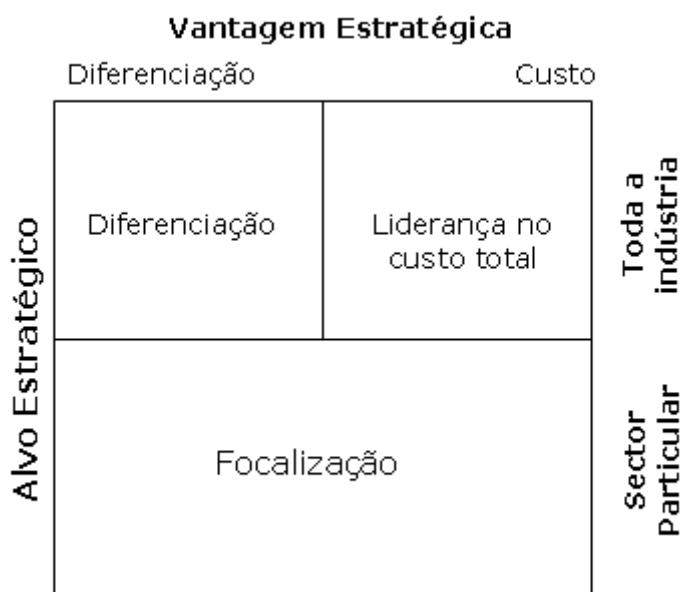 Vantagem Estratégica
Diferenciação
Custo
Diferenciação
Liderança no
custo total
Toda a
indústria
Alvo Estratégico
Focalização
Sector
Particular